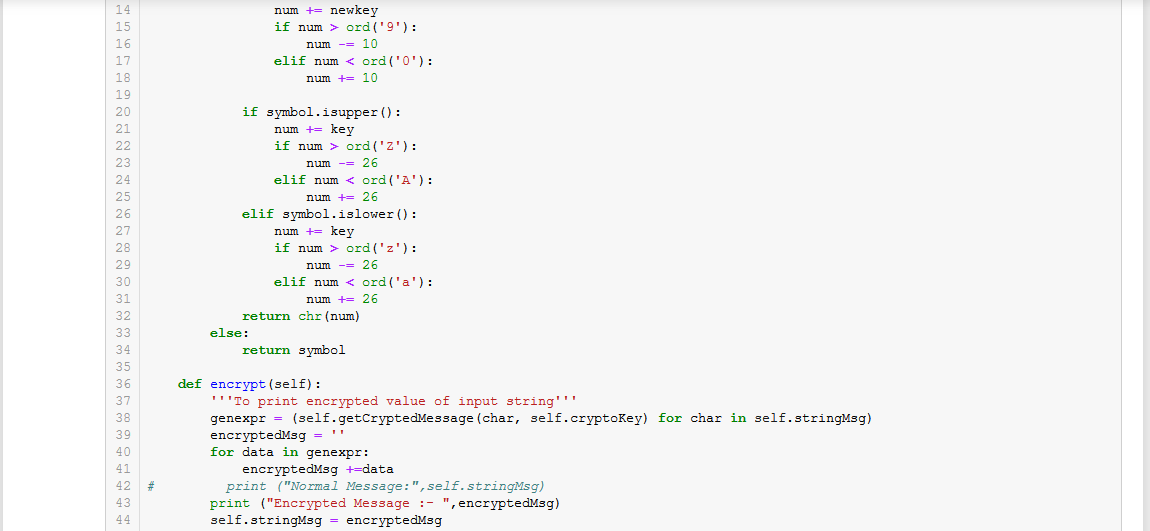 14 num += newkey
15 if num > ord('9'):
16 num -= 10
17 elif num < ord('0'):
18 num += 10
19
20 if symbol.isupper():
21 num += key
22 if num > ord('Z'):
23 num -= 26
24 elif num < ord('A'):
25 num += 26
26 elif symbol.islower():
27 num += key
28 if num > ord('z'):
29 num -= 26
30 elif num < ord('a'):
31 num += 26
32 return chr(num)
33 else:
34 return symbol
35
36 def encrypt(self):
37 '''To print encrypted value of input string'''
38 genexpr = (self.getCryptedMessage(char, self.cryptoKey) for char in self.stringMsg)
39 encryptedMsg = ''
40 for data in genexpr:
41 encryptedMsg +=data
42 # print ("Normal Message:",self.stringMsg)
43 print ("Encrypted Message :- ",encryptedMsg)
44 self.stringMsg = encryptedMsg